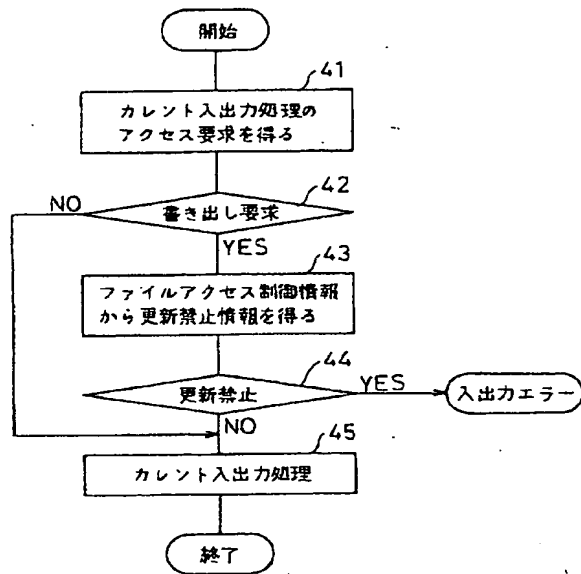 開始
41
カレント入出力処理の
アクセス要求を得る
42
NO
書き出し要求
YES
43
ファイルアクセス制御情報
から更新禁止情報を得る
44
更新禁止
YES
入出力エラー
NO
45
カレント入出力処理
終了